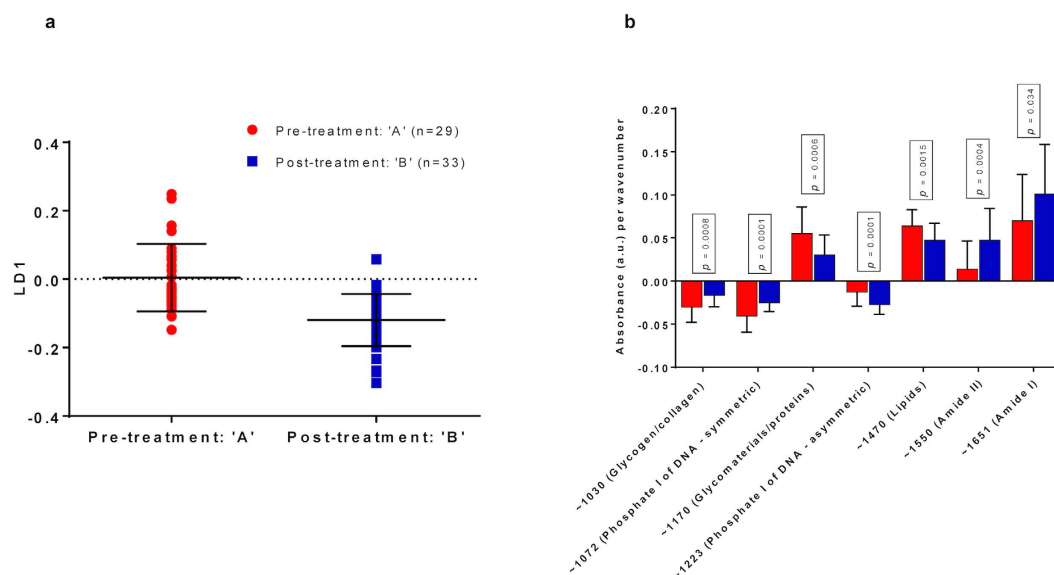 a
Pre-treatment: 'A' (n=29)
Post-treatment: 'B' (n=33)
LD1
0.4
0.2
0.0
-0.2
-0.4
Pre-treatment: 'A'
Post-treatment: 'B'
b
Absorbance (a.u.) per wavenumber
0.20
0.15
0.10
0.05
0.00
-0.05
-0.10
p = 0.0008
p = 0.0001
p = 0.0006
p = 0.0001
p = 0.0015
p = 0.0004
p = 0.034
~1030 (Glycogen/collagen)
~1072 (Phosphate I of DNA - symmetric)
~1170 (Glycomaterials/proteins)
~1223 (Phosphate I of DNA - asymmetric)
~1470 (Lipids)
~1550 (Amide II)
~1651 (Amide I)